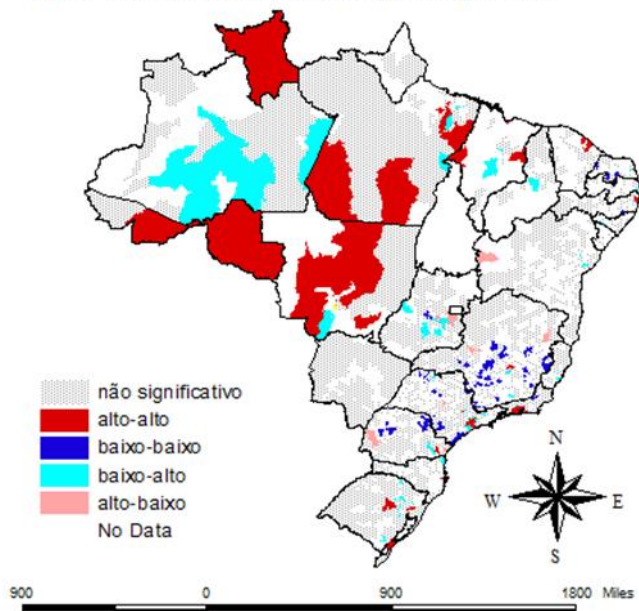 não significativo
alto-alto
baixo-baixo
baixo-alto
alto-baixo
No Data
N
W E
S
900 0 900 1800 Miles